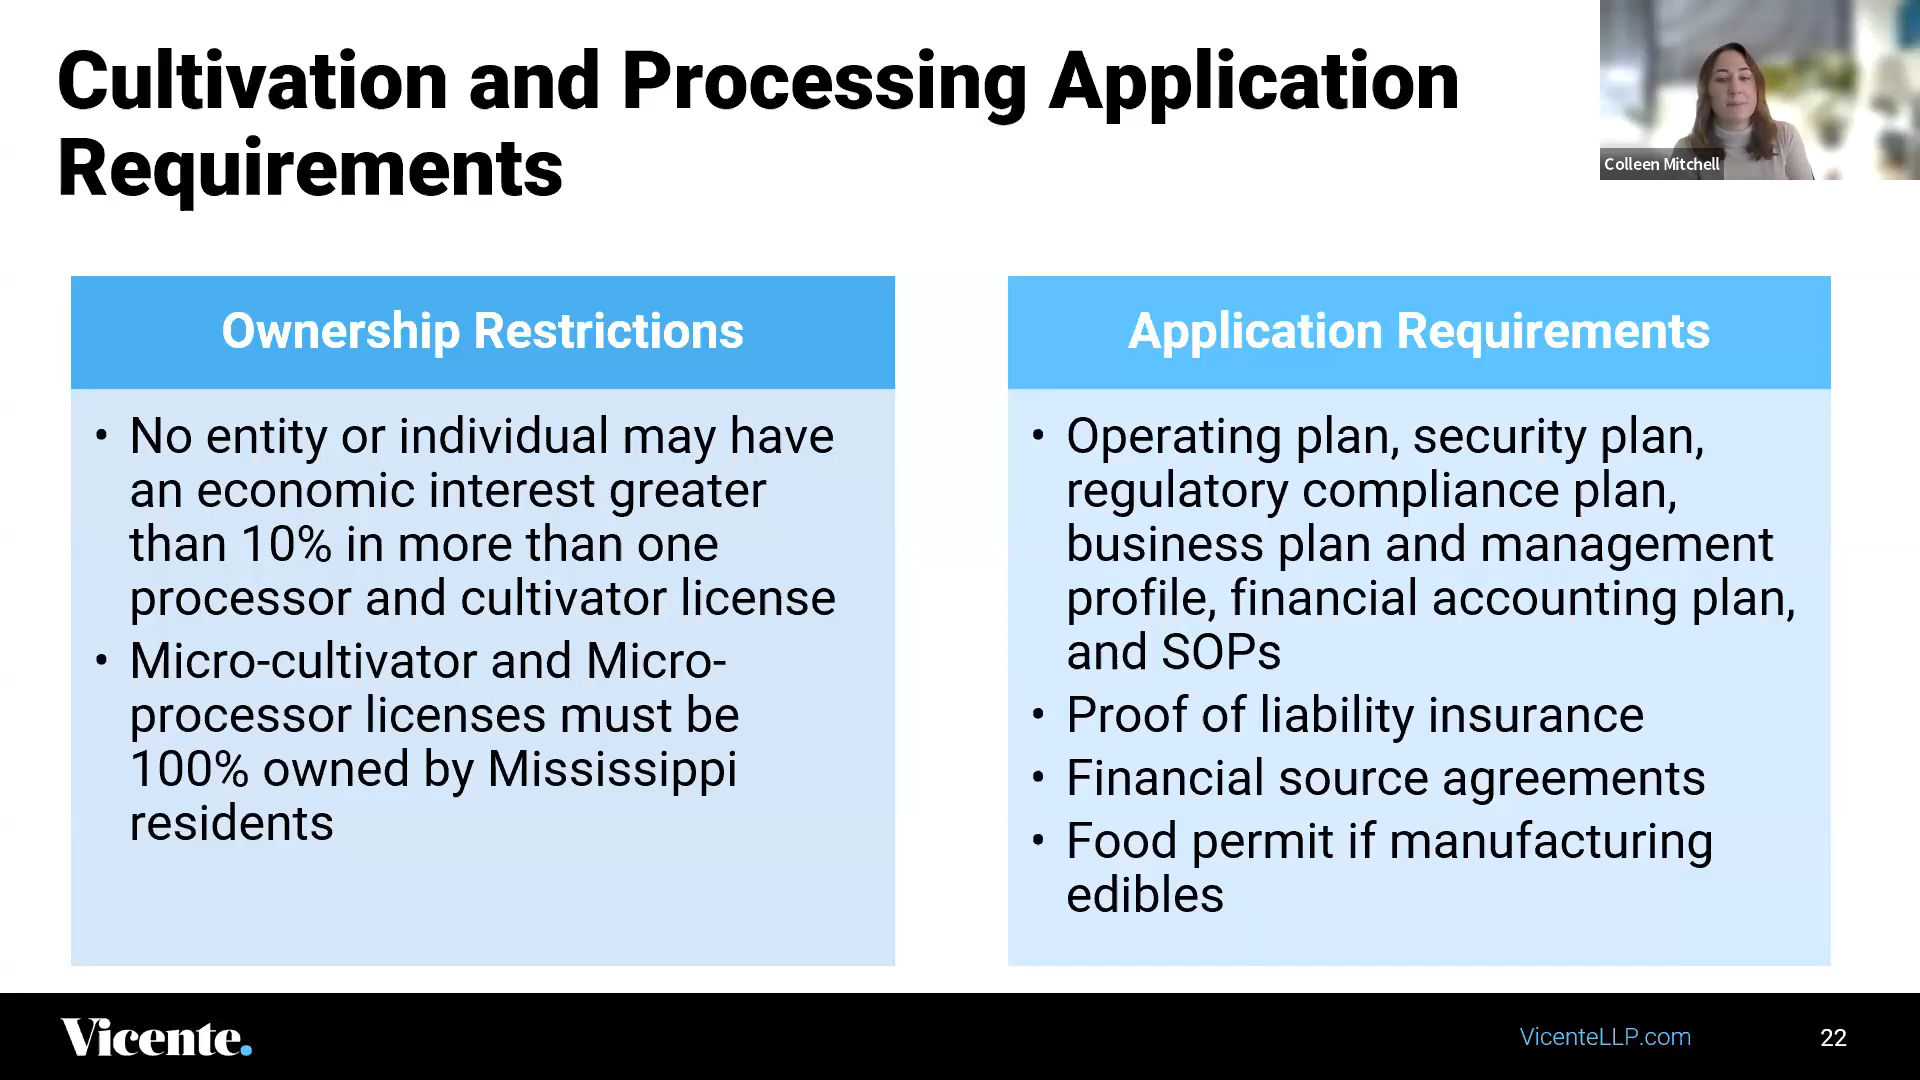 Cultivation and Processing Application
Requirements
Colleen Mitchell
Ownership Restrictions
• No entity or individual may have
an economic interest greater
than 10% in more than one
processor and cultivator license
• Micro-cultivator and Micro-
processor licenses must be
100% owned by Mississippi
residents
Application Requirements
• Operating plan, security plan,
regulatory compliance plan,
business plan and management
profile, financial accounting plan,
and SOPs
• Proof of liability insurance
• Financial source agreements
• Food permit if manufacturing
edibles
Vicente.
VicenteLLP.com
22